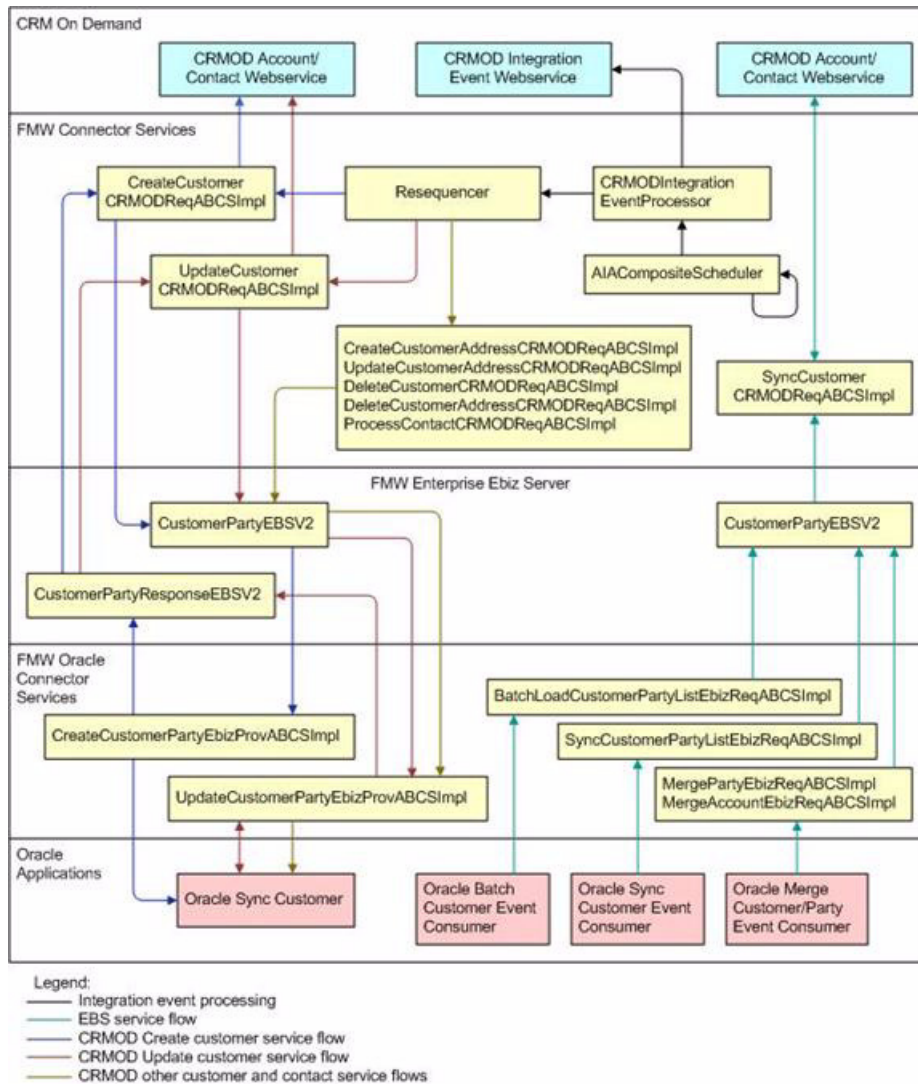 CRM On Demand
CRMOD Account/
Contact Webservice
CRMOD Integration
Event Webservice
CRMOD Account/
Contact Webservice
FMW Connector Services
CreateCustomer
CRMODReqABCSImpl
Resequencer
CRMODIntegration
EventProcessor
UpdateCustomer
CRMODReqABCSImpl
AIACompositeScheduler
CreateCustomerAddressCRMODReqABCSImpl
UpdateCustomerAddressCRMODReqABCSImpl
DeleteCustomerCRMODReqABCSImpl
DeleteCustomerAddressCRMODReqABCSImpl
ProcessContactCRMODReqABCSImpl
SyncCustomer
CRMODReqABCSImpl
FMW Enterprise Ebiz Server
CustomerPartyEBSV2
CustomerPartyEBSV2
CustomerPartyResponseEBSV2
FMW Oracle
Connector
Services
BatchLoadCustomerPartyListEbizReqABCSImpl
CreateCustomerPartyEbizProvABCSImpl
SyncCustomerPartyListEbizReqABCSImpl
UpdateCustomerPartyEbizProvABCSImpl
MergePartyEbizReqABCSImpl
MergeAccountEbizReqABCSImpl
Oracle
Applications
Oracle Sync Customer
Oracle Batch
Customer Event
Consumer
Oracle Sync
Customer Event
Consumer
Oracle Merge
Customer/Party
Event Consumer
Legend:
Integration event processing
EBS service flow
CRMOD Create customer service flow
CRMOD Update customer service flow
CRMOD other customer and contact service flows